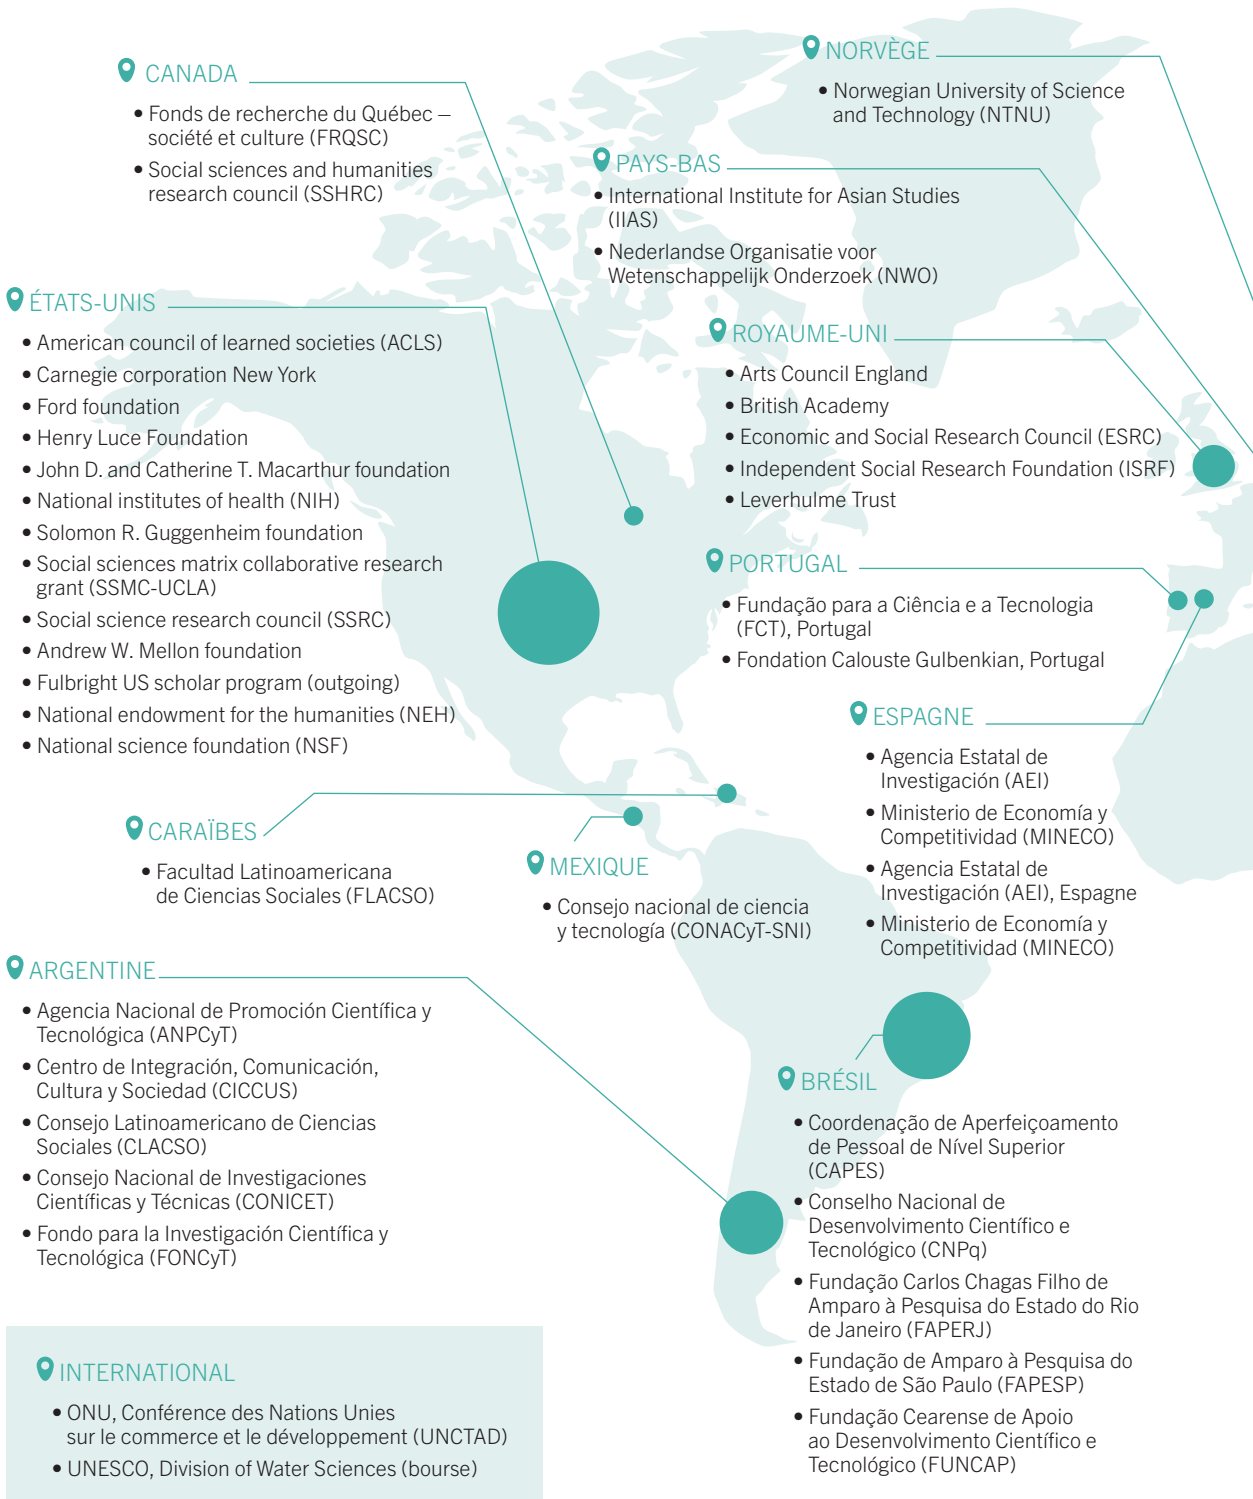 CANADA
• Fonds de recherche du Québec –
société et culture (FRQSC)
• Social sciences and humanities
research council (SSHRC)
NORVÈGE
• Norwegian University of Science
and Technology (NTNU)
PAYS-BAS
• International Institute for Asian Studies
(IIAS)
• Nederlandse Organisatie voor
Wetenschappelijk Onderzoek (NWO)
ÉTATS-UNIS
• American council of learned societies (ACLS)
• Carnegie corporation New York
• Ford foundation
• Henry Luce Foundation
• John D. and Catherine T. Macarthur foundation
• National institutes of health (NIH)
• Solomon R. Guggenheim foundation
• Social sciences matrix collaborative research
grant (SSMC-UCLA)
• Social science research council (SSRC)
• Andrew W. Mellon foundation
• Fulbright US scholar program (outgoing)
• National endowment for the humanities (NEH)
• National science foundation (NSF)
ROYAUME-UNI
• Arts Council England
• British Academy
• Economic and Social Research Council (ESRC)
• Independent Social Research Foundation (ISRF)
• Leverhulme Trust
PORTUGAL
• Fundação para a Ciência e a Tecnologia
(FCT), Portugal
• Fondation Calouste Gulbenkian, Portugal
ESPAGNE
• Agencia Estatal de
Investigación (AEI)
• Ministerio de Economía y
Competitividad (MINECO)
• Agencia Estatal de
Investigación (AEI), Espagne
• Ministerio de Economía y
Competitividad (MINECO)
CARAÏBES
• Facultad Latinoamericana
de Ciencias Sociales (FLACSO)
MEXIQUE
• Consejo nacional de ciencia
y tecnología (CONACyT-SNI)
ARGENTINE
• Agencia Nacional de Promoción Científica y
Tecnológica (ANPCyT)
• Centro de Integración, Comunicación,
Cultura y Sociedad (CICCUS)
• Consejo Latinoamericano de Ciencias
Sociales (CLACSO)
• Consejo Nacional de Investigaciones
Científicas y Técnicas (CONICET)
• Fondo para la Investigación Científica y
Tecnológica (FONCyT)
BRÉSIL
• Coordenação de Aperfeiçoamento
de Pessoal de Nível Superior
(CAPES)
• Conselho Nacional de
Desenvolvimento Científico e
Tecnológico (CNPq)
• Fundação Carlos Chagas Filho de
Amparo à Pesquisa do Estado do Rio
de Janeiro (FAPERJ)
• Fundação de Amparo à Pesquisa do
Estado de São Paulo (FAPESP)
• Fundação Cearense de Apoio
ao Desenvolvimento Científico e
Tecnológico (FUNCAP)
INTERNATIONAL
• ONU, Conférence des Nations Unies
sur le commerce et le développement (UNCTAD)
• UNESCO, Division of Water Sciences (bourse)